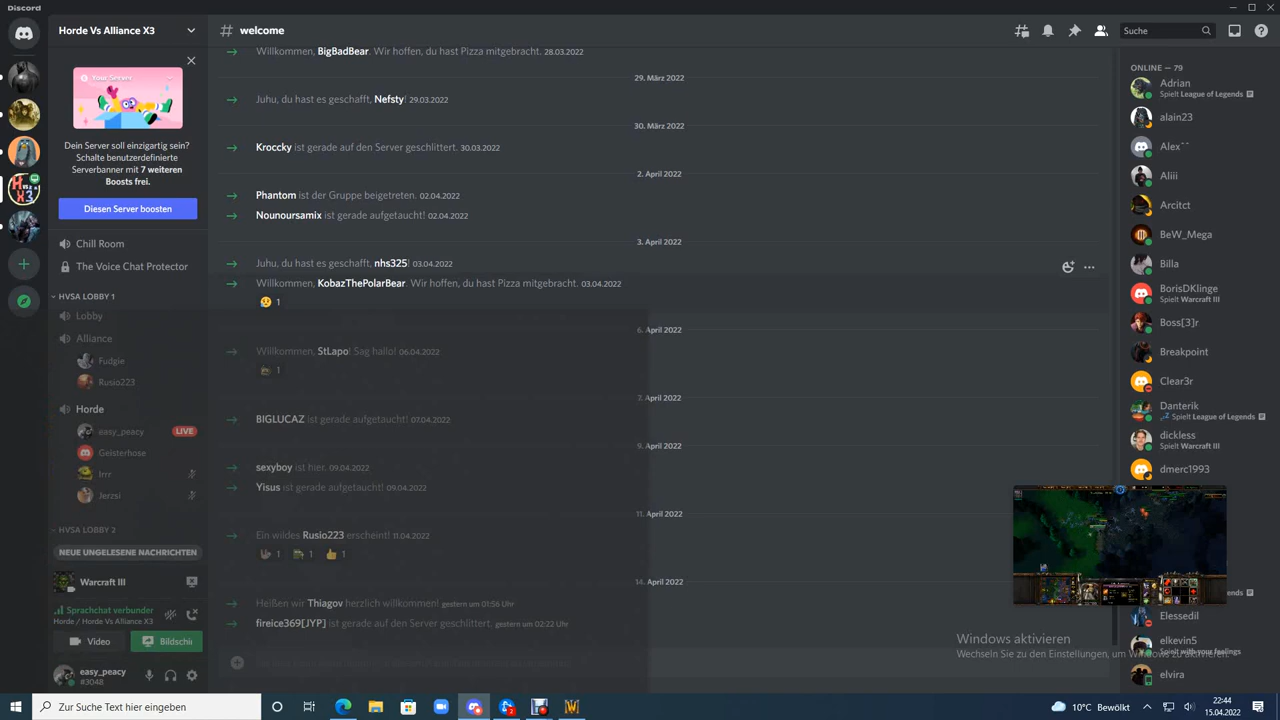 Discord
Horde Vs Alliance X3
Your Server
Dein Server soll einzigartig sein?
Schalte benutzerdefinierte
Serverbanner mit 7 weiteren
Boosts frei.
Diesen Server boosten
Chill Room
The Voice Chat Protector
HVSA LOBBY 1
Lobby
Alliance
Fudgie
Rusio223
Horde
easy_peacy LIVE
Geisterhose
Jerzsi
HVSA LOBBY 2
NEUE UNGELESENE NACHRICHTEN
Warcraft III
Sprachchat verbunden
Horde / Horde Vs Alliance X3
Video
Bildschir
easy_peacy
#3048
# welcome
Suche
Willkommen, BigBadBear. Wir hoffen, du hast Pizza mitgebracht. 28.03.2022
29. März 2022
Juhu, du hast es geschafft, Nefsty! 29.03.2022
30. März 2022
Kroccky ist gerade auf den Server geschlittert. 30.03.2022
2. April 2022
Phantom ist der Gruppe beigetreten. 02.04.2022
Nounoursamix ist gerade aufgetaucht! 02.04.2022
3. April 2022
Juhu, du hast es geschafft, nhs325! 03.04.2022
Willkommen, KobazThePolarBear. Wir hoffen, du hast Pizza mitgebracht. 03.04.2022
1
6. April 2022
Willkommen, StLapo! Sag hallo! 06.04.2022
1
7. April 2022
BIGLUCAZ ist gerade aufgetaucht! 07.04.2022
9. April 2022
sexyboy ist hier. 09.04.2022
Yisus ist gerade aufgetaucht! 09.04.2022
11. April 2022
Ein wildes Rusio223 erscheint! 11.04.2022
1 1 1
14. April 2022
Heißen wir Thiagov herzlich willkommen! gestern um 01:56 Uhr
fireice369[JYP] ist gerade auf den Server geschlittert. gestern um 02:22 Uhr
ONLINE — 79
Adrian
Spielt League of Legends
alain23
Alex^^
Aliii
Arcitct
BeW_Mega
Billa
BorisDKlinge
Spielt Warcraft III
Boss[3]r
Breakpoint
Clear3r
Danterik
Spielt League of Legends
dickless
Spielt Warcraft III
dmerc1993
Elessedil
elkevin5
Spielt with your feelings
elvira
Windows aktivieren
Wechseln Sie zu den Einstellungen, um Windows zu aktivieren.
Zur Suche Text hier eingeben
10°C Bewölkt
22:44
15.04.2022